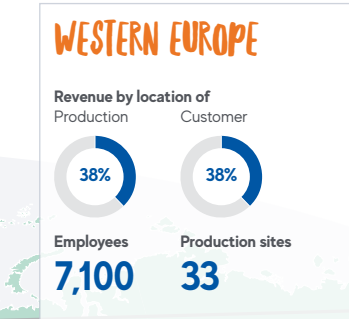 WESTERN EUROPE
Revenue by location of
Production Customer
38% 38%
Employees Production sites
7,100 33